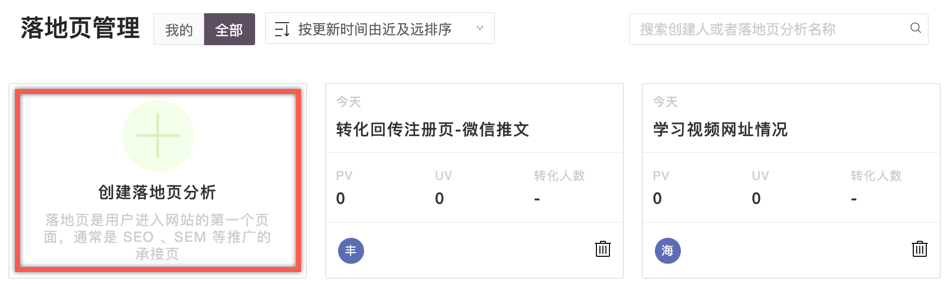 落地页管理
我的
全部
按更新时间由近及远排序
搜索创建人或者落地页分析名称
创建落地页分析
落地页是用户进入网站的第一个页
面，通常是 SEO 、SEM 等推广的
承接页
今天
转化回传注册页-微信推文
PV
UV
转化人数
0
0
-
丰
今天
学习视频网址情况
PV
UV
转化人数
0
0
-
海